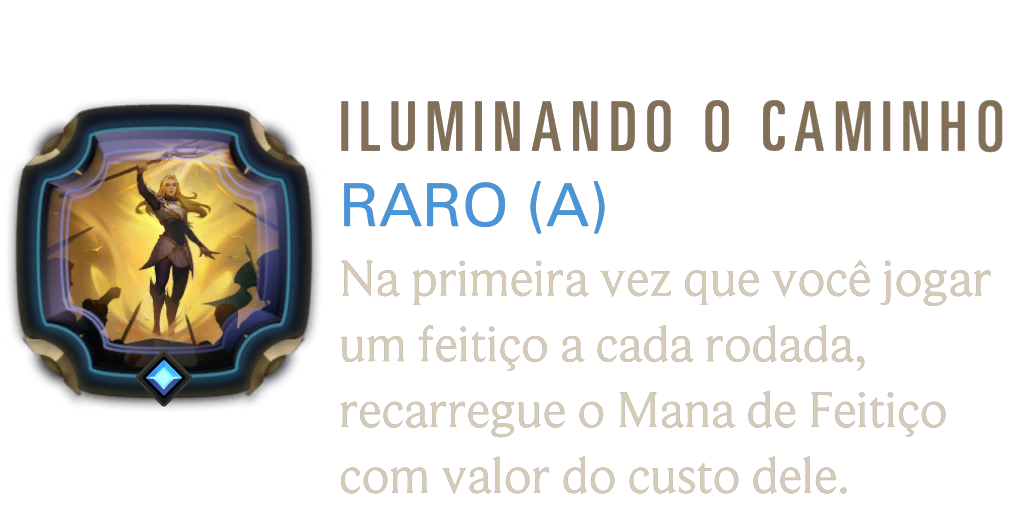 ILUMINANDO O CAMINHO
RARO (A)
Na primeira vez que você jogar
um feitiço a cada rodada,
recarregue o Mana de Feitiço
com valor do custo dele.